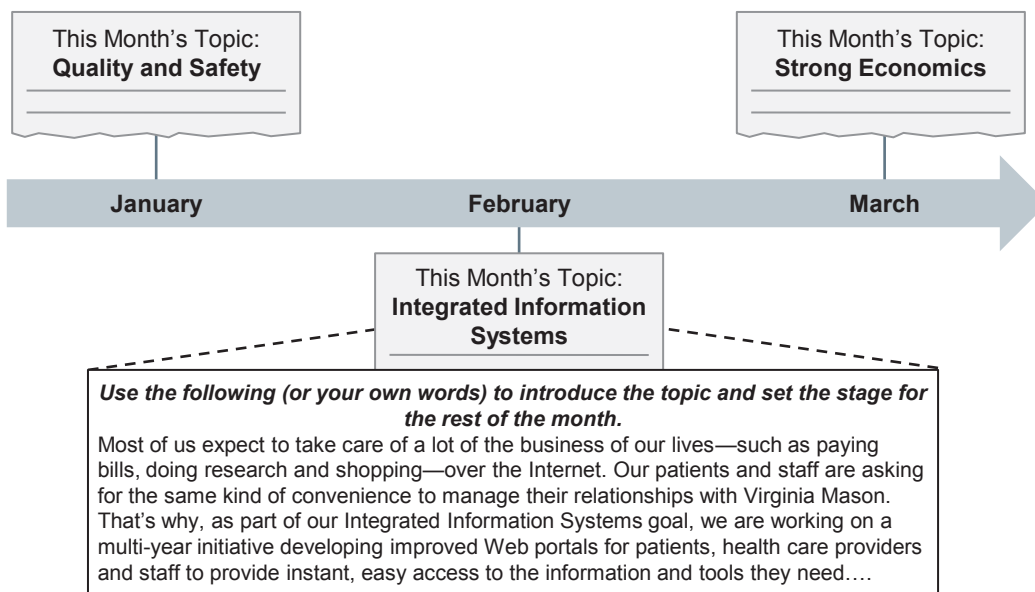 This Month’s Topic:
Quality and Safety
This Month’s Topic:
Strong Economics
January
February
March
This Month’s Topic:
Integrated Information
Systems
Use the following (or your own words) to introduce the topic and set the stage for
the rest of the month.
Most of us expect to take care of a lot of the business of our lives—such as paying
bills, doing research and shopping—over the Internet. Our patients and staff are asking
for the same kind of convenience to manage their relationships with Virginia Mason.
That’s why, as part of our Integrated Information Systems goal, we are working on a
multi-year initiative developing improved Web portals for patients, health care providers
and staff to provide instant, easy access to the information and tools they need….